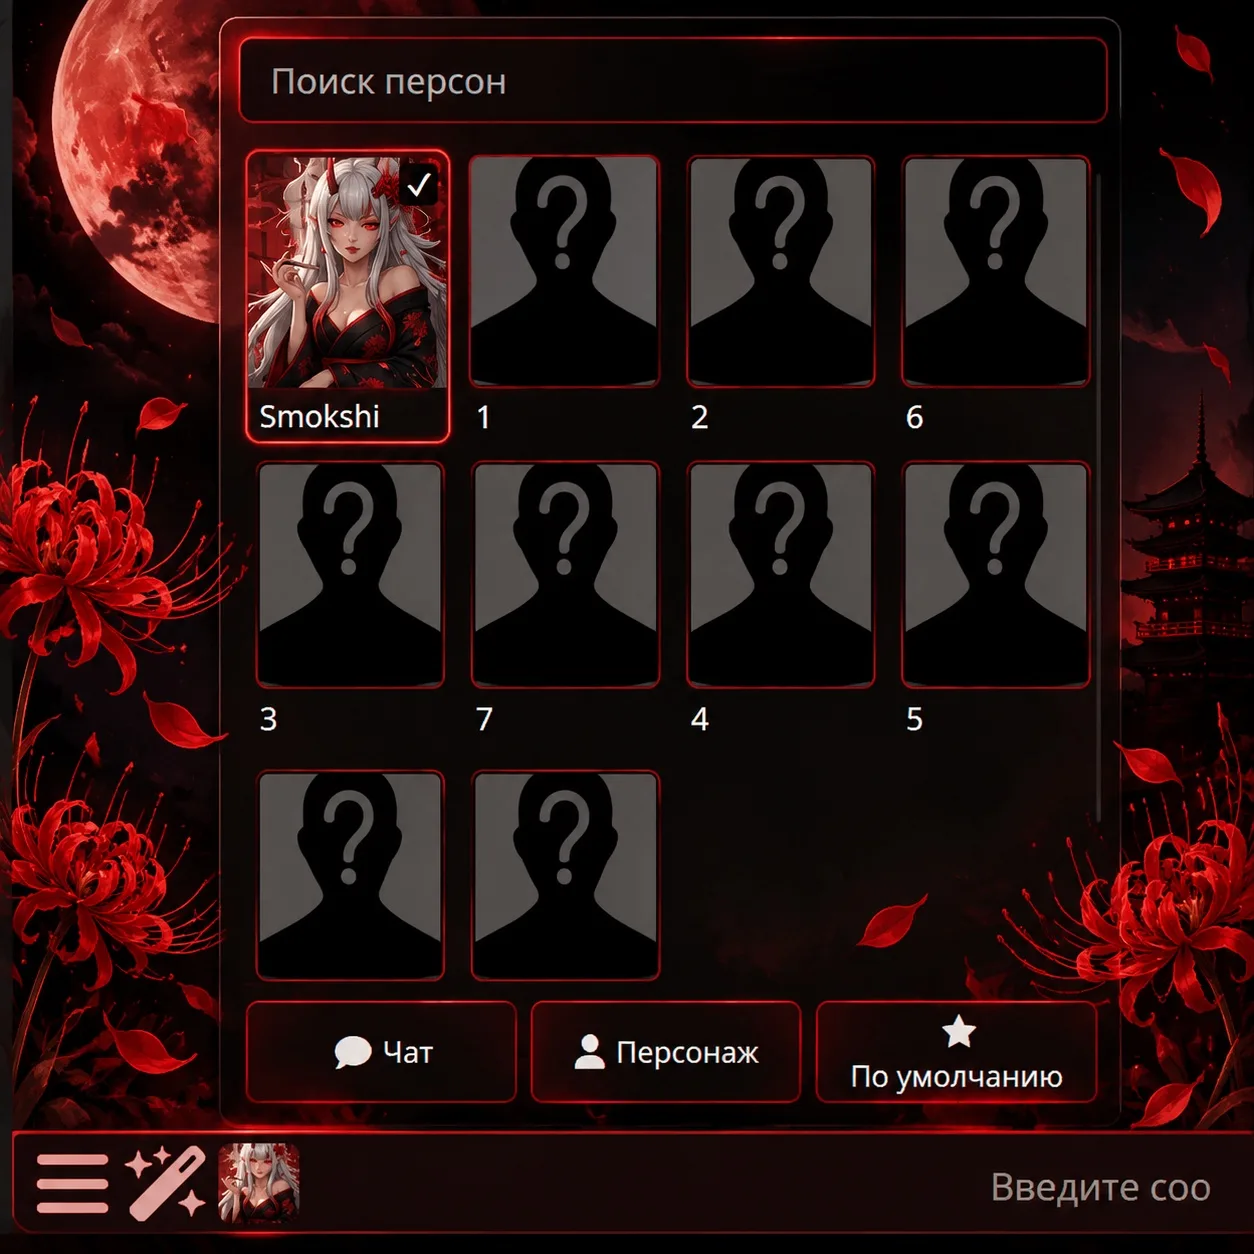 Поиск персон
Smokshi
1
2
6
3
7
4
5
Чат
Персонаж
По умолчанию
Введите соо